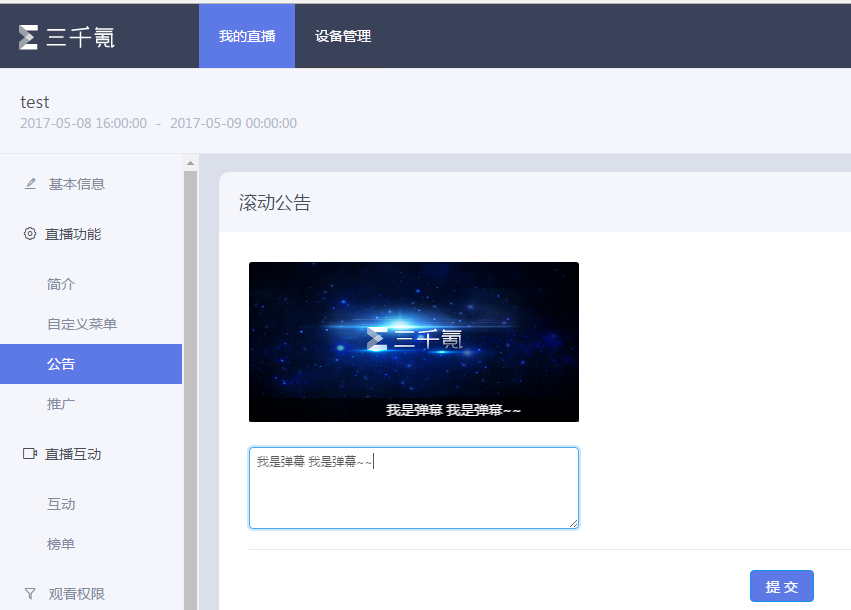 三千氪
我的直播
设备管理
test
2017-05-08 16:00:00 - 2017-05-09 00:00:00
基本信息
直播功能
简介
自定义菜单
公告
推广
直播互动
互动
榜单
观看权限
滚动公告
三千氪
我是弹幕 我是弹幕~~
我是弹幕 我是弹幕~~
提交